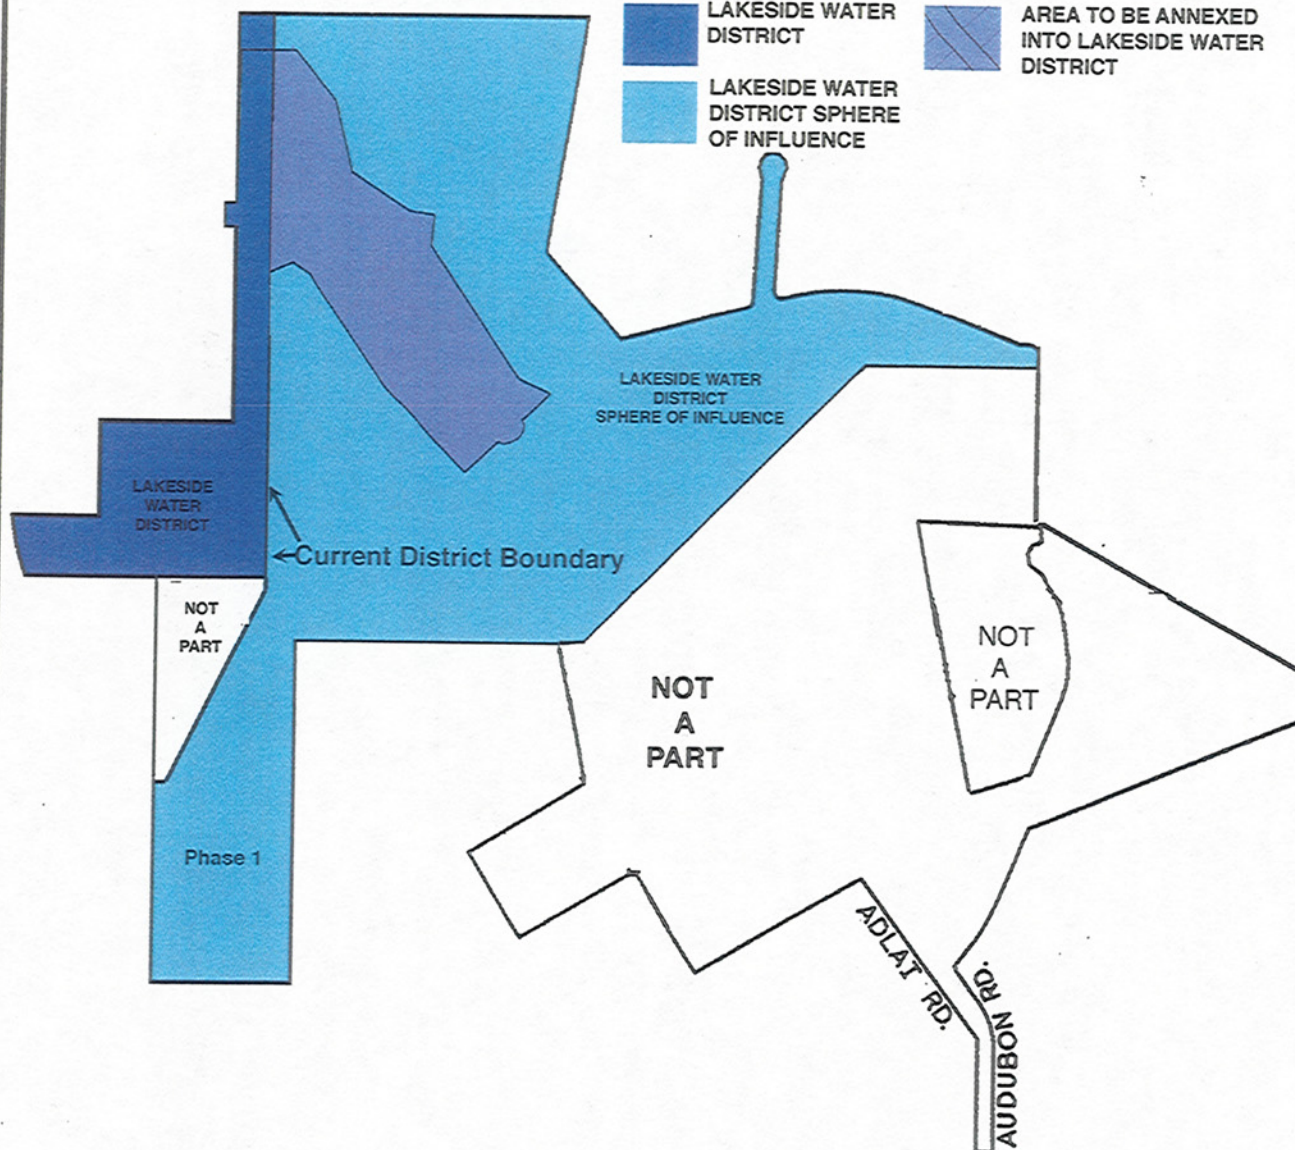 LAKESIDE WATER
DISTRICT
AREA TO BE ANNEXED
INTO LAKESIDE WATER
DISTRICT
LAKESIDE WATER
DISTRICT SPHERE
OF INFLUENCE
LAKESIDE WATER
DISTRICT
SPHERE OF INFLUENCE
LAKESIDE
WATER
DISTRICT
Current District Boundary
NOT
A
PART
NOT
A
PART
NOT
A
PART
Phase 1
ADLAI RD.
AUDUBON RD.